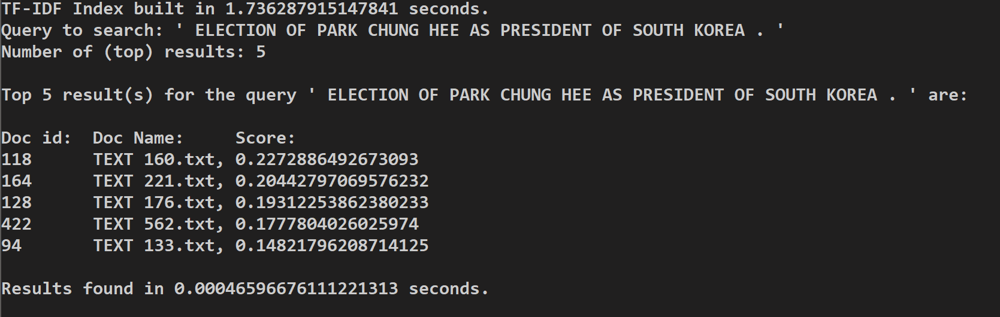 TF-IDF Index built in 1.736287915147841 seconds.
Query to search: ' ELECTION OF PARK CHUNG HEE AS PRESIDENT OF SOUTH KOREA . '
Number of (top) results: 5
Top 5 result(s) for the query ' ELECTION OF PARK CHUNG HEE AS PRESIDENT OF SOUTH KOREA . ' are:
Doc id:  Doc Name:     Score:
118      TEXT 160.txt, 0.2272886492673093
164      TEXT 221.txt, 0.20442797069576232
128      TEXT 176.txt, 0.19312253862380233
422      TEXT 562.txt, 0.1777804026025974
94       TEXT 133.txt, 0.14821796208714125
Results found in 0.00046596676111221313 seconds.